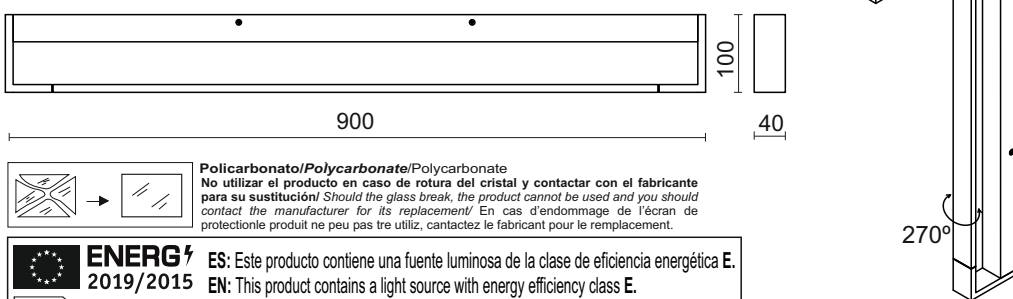 100
900
40
Policarbonato/Polycarbonate/Polycarbonate
No utilizar el producto en caso de rotura del cristal y contactar con el fabricante
para su sustitución/ Should the glass break, the product cannot be used and you should
contact the manufacturer for its replacement/ En cas d'endommage de l'écran de
protectionle produit ne peu pas tre utiliz, cantactez le fabricant pour le remplacement.
270º
ENERG
2019/2015
ES: Este producto contiene una fuente luminosa de la clase de eficiencia energética E.
EN: This product contains a light source with energy efficiency class E.